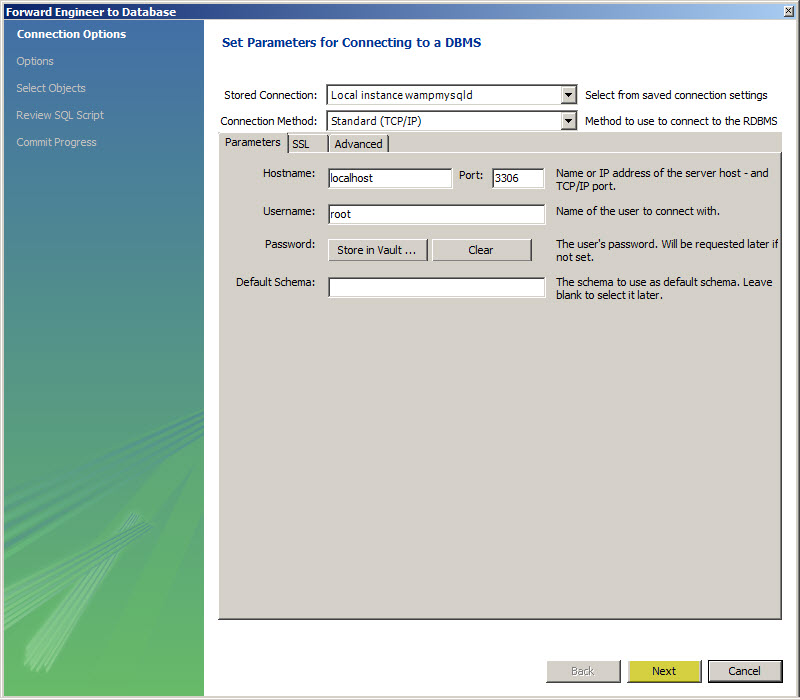 Forward Engineer to Database
Connection Options
Options
Select Objects
Review SQL Script
Commit Progress
Set Parameters for Connecting to a DBMS
Stored Connection: Local instance wampmysqld Select from saved connection settings
Connection Method: Standard (TCP/IP) Method to use to connect to the RDBMS
Parameters SSL Advanced
Hostname: localhost Port: 3306 Name or IP address of the server host - and
TCP/IP port.
Username: root Name of the user to connect with.
Password: Store in Vault ... Clear The user's password. Will be requested later if
not set.
Default Schema: The schema to use as default schema. Leave
blank to select it later.
Back Next Cancel